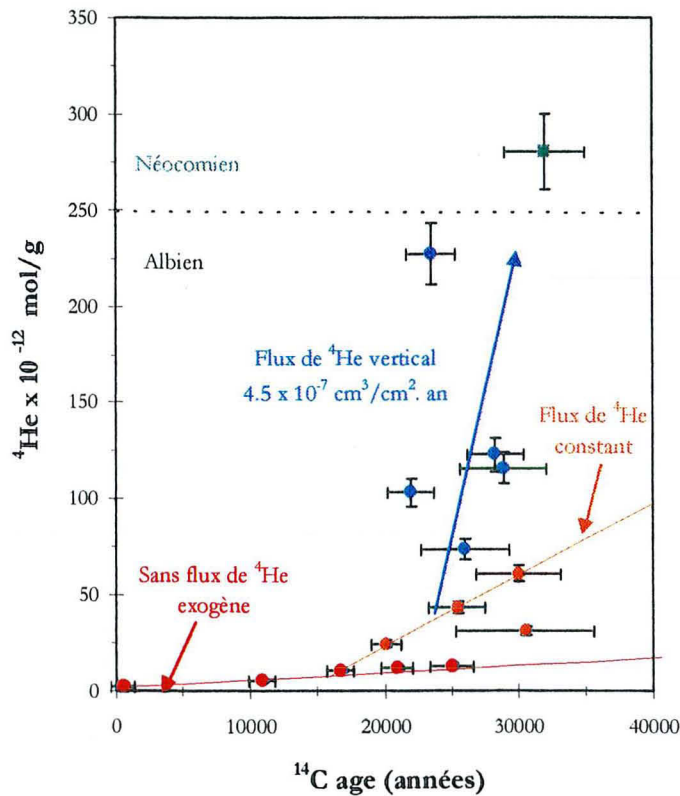 350
300
250
200
150
100
50
0
⁴He x 10 ⁻¹² mol/g
Néocomien
Albien
Flux de ⁴He vertical
4.5 x 10⁻⁷ cm³/cm². an
Flux de ⁴He
constant
Sans flux de ⁴He
exogène
0 10000 20000 30000 40000
¹⁴C age (années)